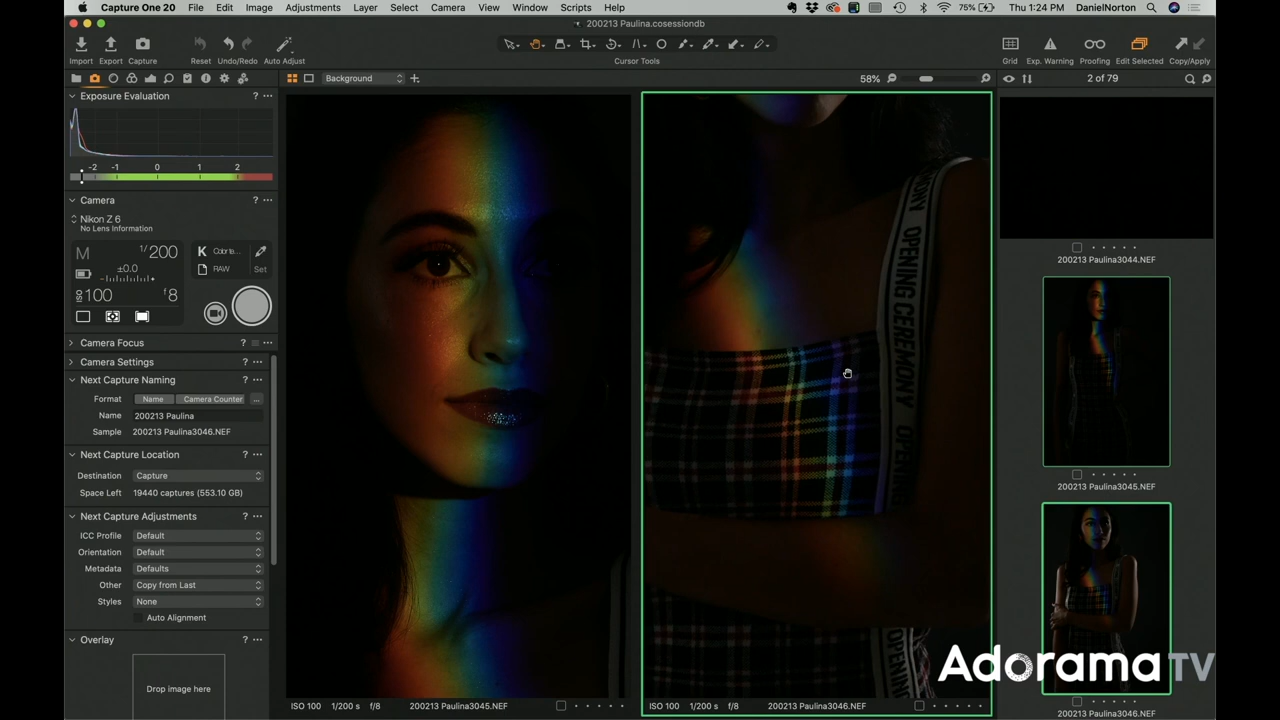 Capture One 20 File Edit Image Adjustments Layer Select Camera View Window Scripts Help 75% Thu 1:24 PM DanielNorton
200213 Paulina.cosessiondb
Import Export Capture Reset Undo/Redo Auto Adjust Cursor Tools Grid Exp. Warning Proofing Edit Selected Copy/Apply
Background 58% 2 of 79
Exposure Evaluation ? ...
-2 -1 0 1 2
Camera ? ...
Nikon Z 6
No Lens Information
M 1/200 K
±0.0 RAW Set
ISO 100 f8
Camera Focus ? ...
Camera Settings ? ...
Next Capture Naming ? ...
Format Name Camera Counter ...
Name 200213 Paulina
Sample 200213 Paulina3046.NEF
Next Capture Location ? ...
Destination Capture
Space Left 19440 captures (553.10 GB)
Next Capture Adjustments ? ...
ICC Profile Default
Orientation Default
Metadata Defaults
Other Copy from Last
Styles None
Auto Alignment
Overlay ? ...
Drop image here
OPENING CEREMONY
OPENING
ISO 100 1/200 s f/8 200213 Paulina3045.NEF
ISO 100 1/200 s f/8 200213 Paulina3046.NEF
200213 Paulina3044.NEF
200213 Paulina3045.NEF
200213 Paulina3046.NEF
Adorama TV